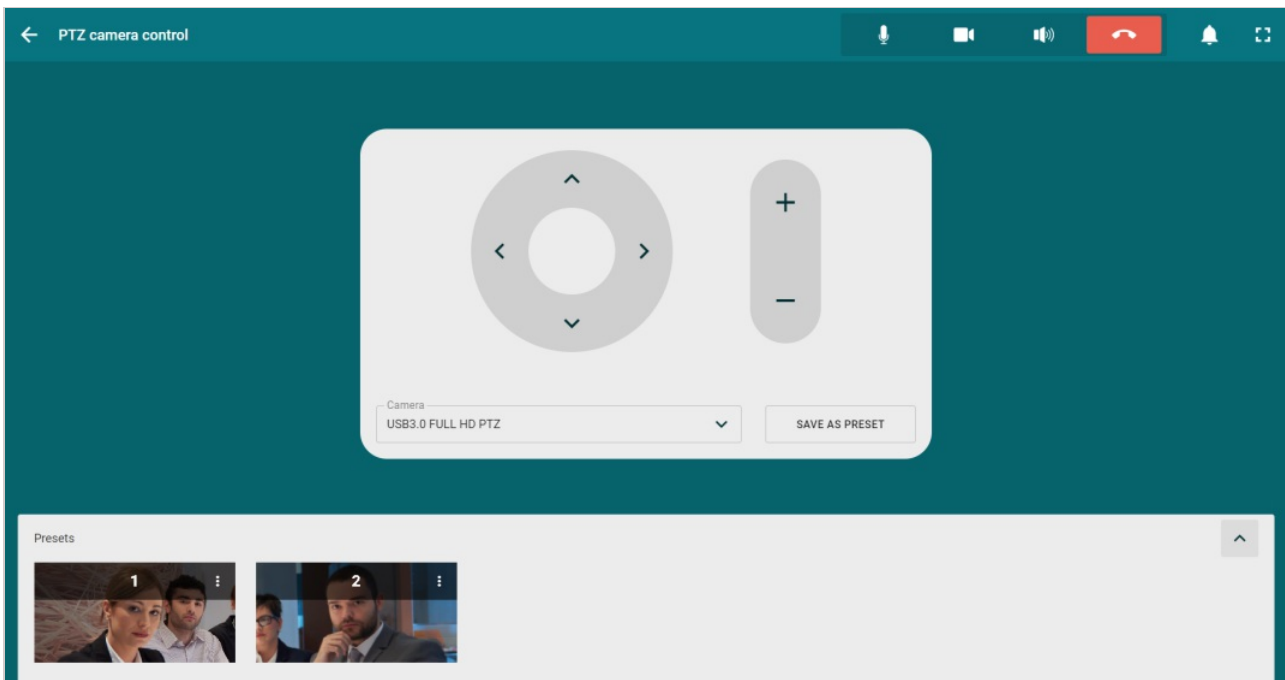 PTZ camera control
Camera
USB3.0 FULL HD PTZ
SAVE AS PRESET
Presets
1
2